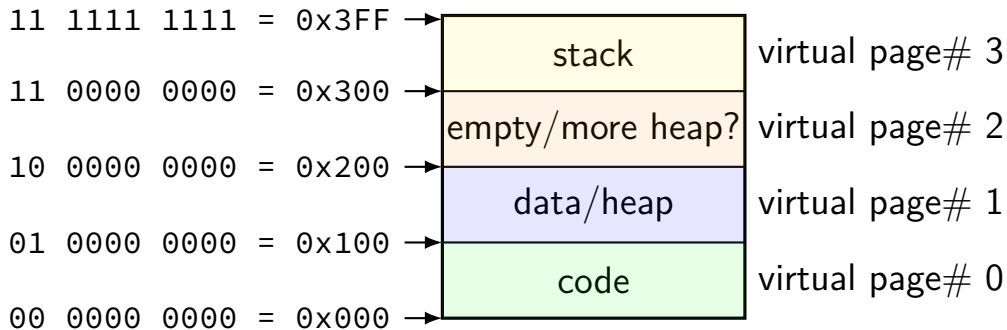 11 1111 1111 = 0x3FF
stack
virtual page# 3
11 0000 0000 = 0x300
empty/more heap?
virtual page# 2
10 0000 0000 = 0x200
data/heap
virtual page# 1
01 0000 0000 = 0x100
code
virtual page# 0
00 0000 0000 = 0x000